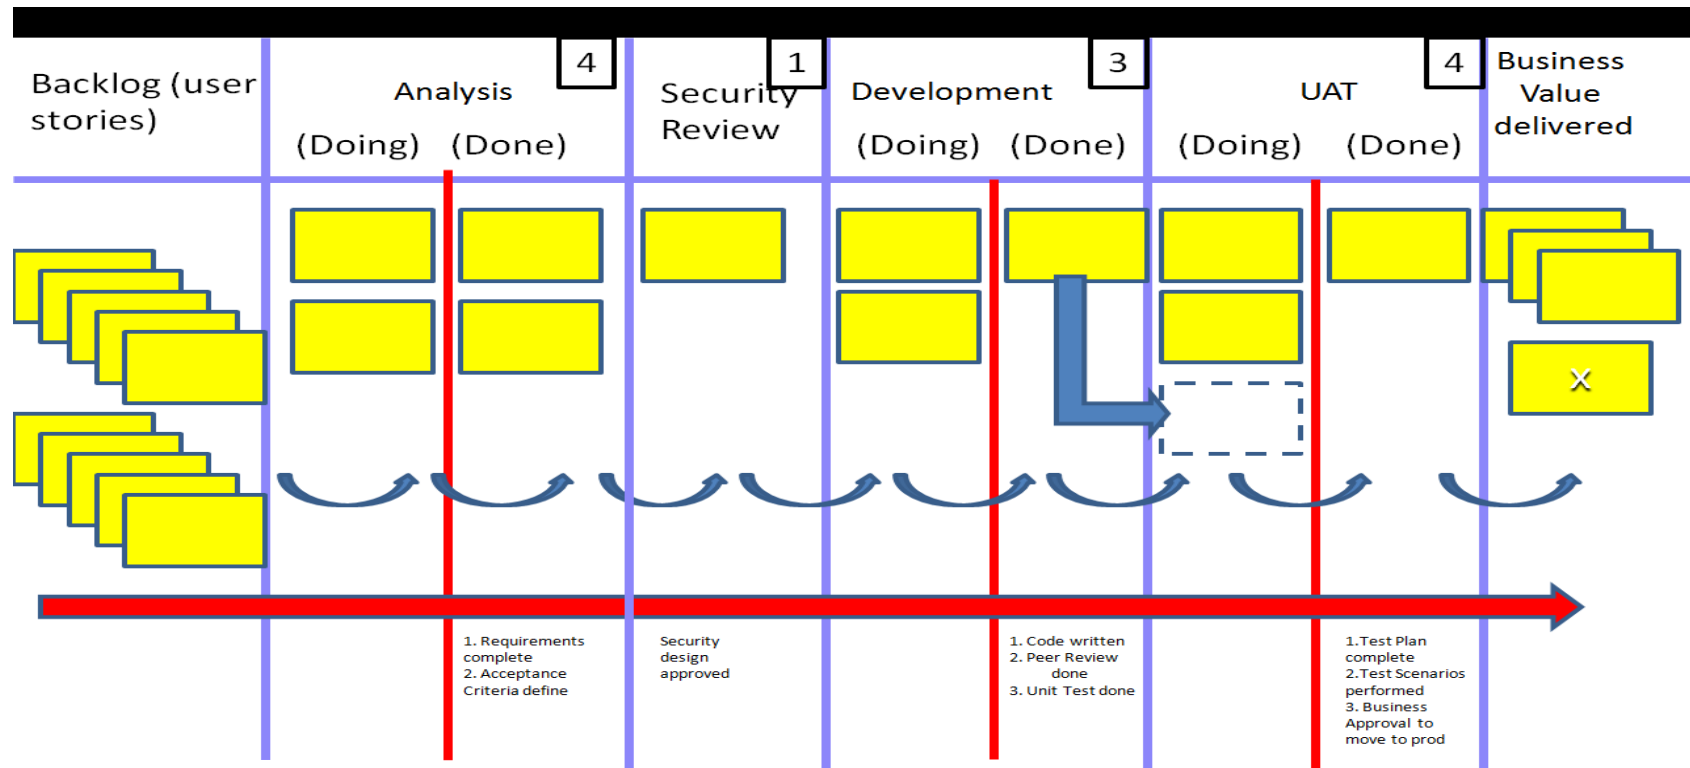 Backlog (user
stories)
4
Analysis
(Doing) (Done)
1
Security
Review
3
Development
(Doing) (Done)
4
UAT
(Doing) (Done)
Business
Value
delivered
X
1. Requirements
complete
2. Acceptance
Criteria define
Security
design
approved
1. Code written
2. Peer Review
done
3. Unit Test done
1.Test Plan
complete
2.Test Scenarios
performed
3. Business
Approval to
move to prod